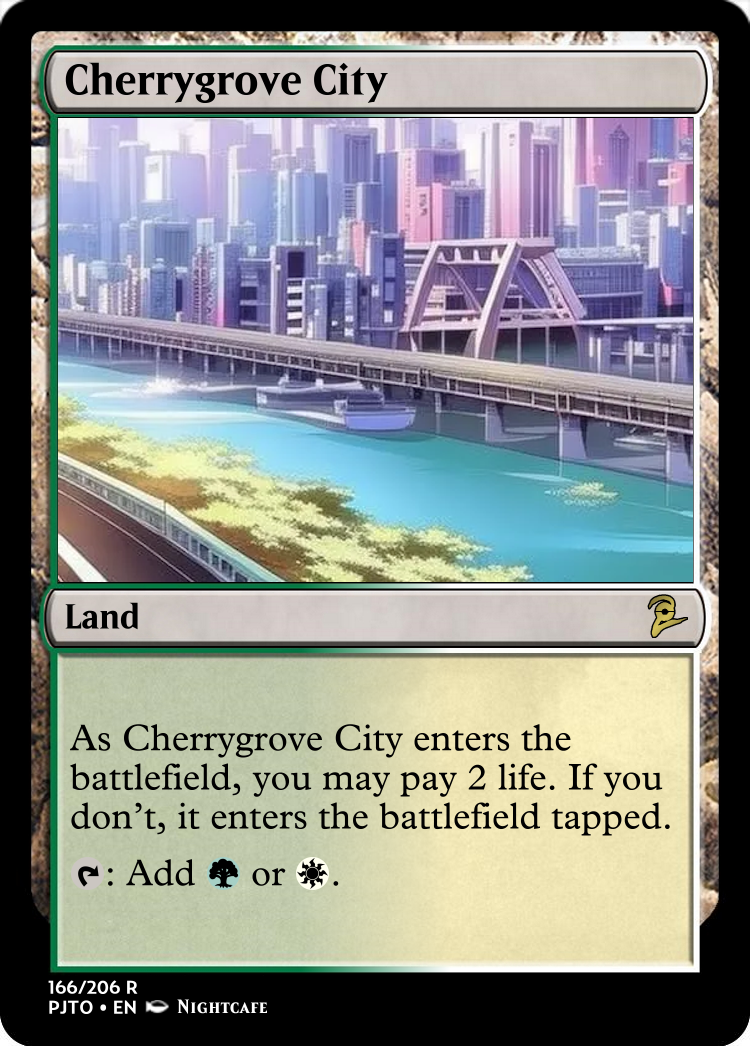 Cherrygrove City
Land
As Cherrygrove City enters the
battlefield, you may pay 2 life. If you
don't, it enters the battlefield tapped.
: Add or .
166/206 R
PJTO • EN Nightcafe